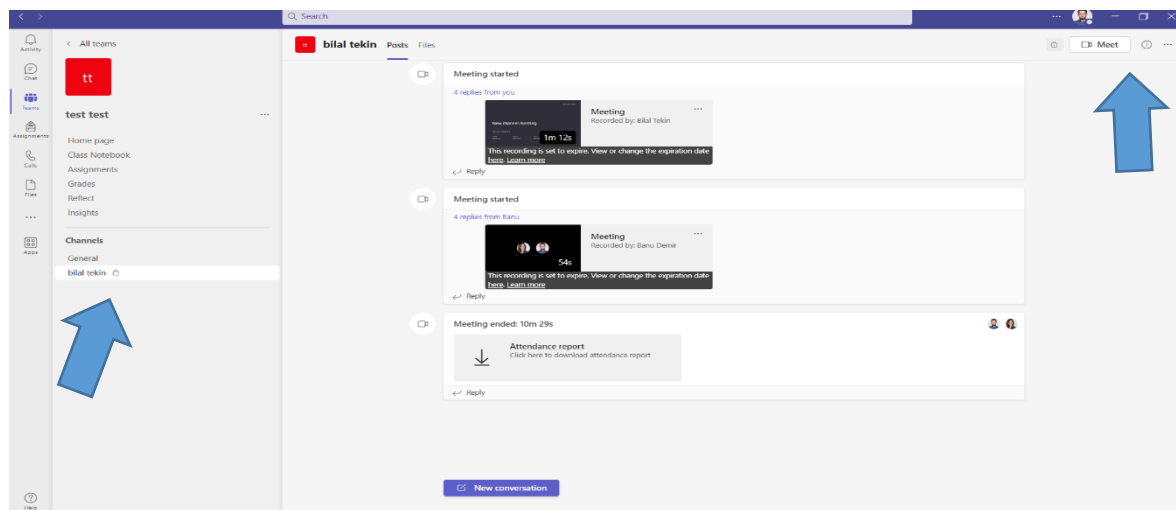 Search
Activity
Chat
Teams
Assignments
Calls
Files
Apps
Help
All teams
tt
test test
Home page
Class Notebook
Assignments
Grades
Reflect
Insights
Channels
General
bilal tekin
tt
bilal tekin Posts Files
Meet
Meeting started
4 replies from you
New channel meeting
1m 12s
Meeting
Recorded by: Bilal Tekin
This recording is set to expire. View or change the expiration date
here. Learn more
Reply
Meeting started
4 replies from Banu
54s
Meeting
Recorded by: Banu Demir
This recording is set to expire. View or change the expiration date
here. Learn more
Reply
Meeting ended: 10m 29s
Attendance report
Click here to download attendance report
Reply
New conversation